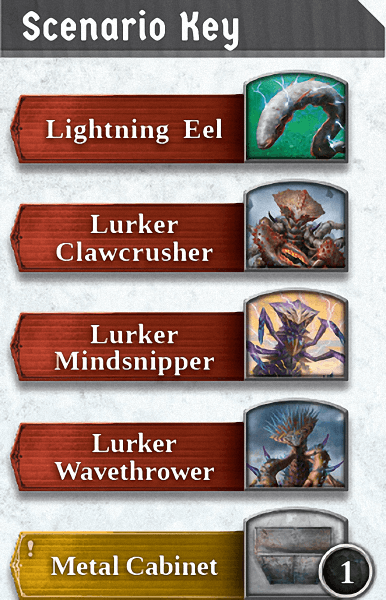 Scenario Key
Lightning Eel
Lurker
Clawcrusher
Lurker
Mindsnipper
Lurker
Wavethrower
! Metal Cabinet 1